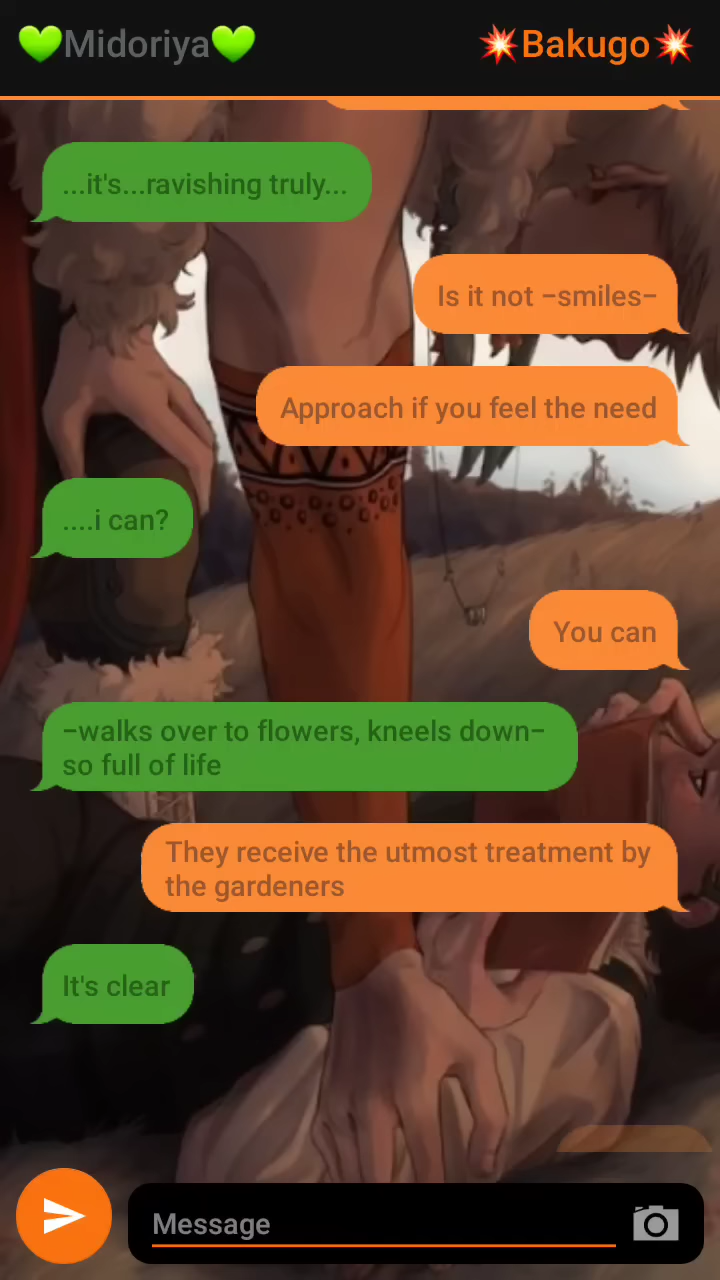 💚Midoriya💚
💥Bakugo💥
...it's...ravishing truly...
Is it not −smiles−
Approach if you feel the need
....i can?
You can
−walks over to flowers, kneels down−
so full of life
They receive the utmost treatment by
the gardeners
It's clear
Message